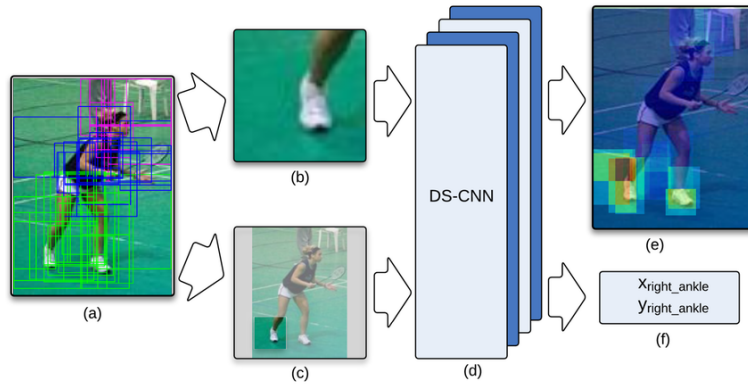 (a)
(b)
(c)
DS-CNN
(d)
(e)
x_right_ankle
y_right_ankle
(f)